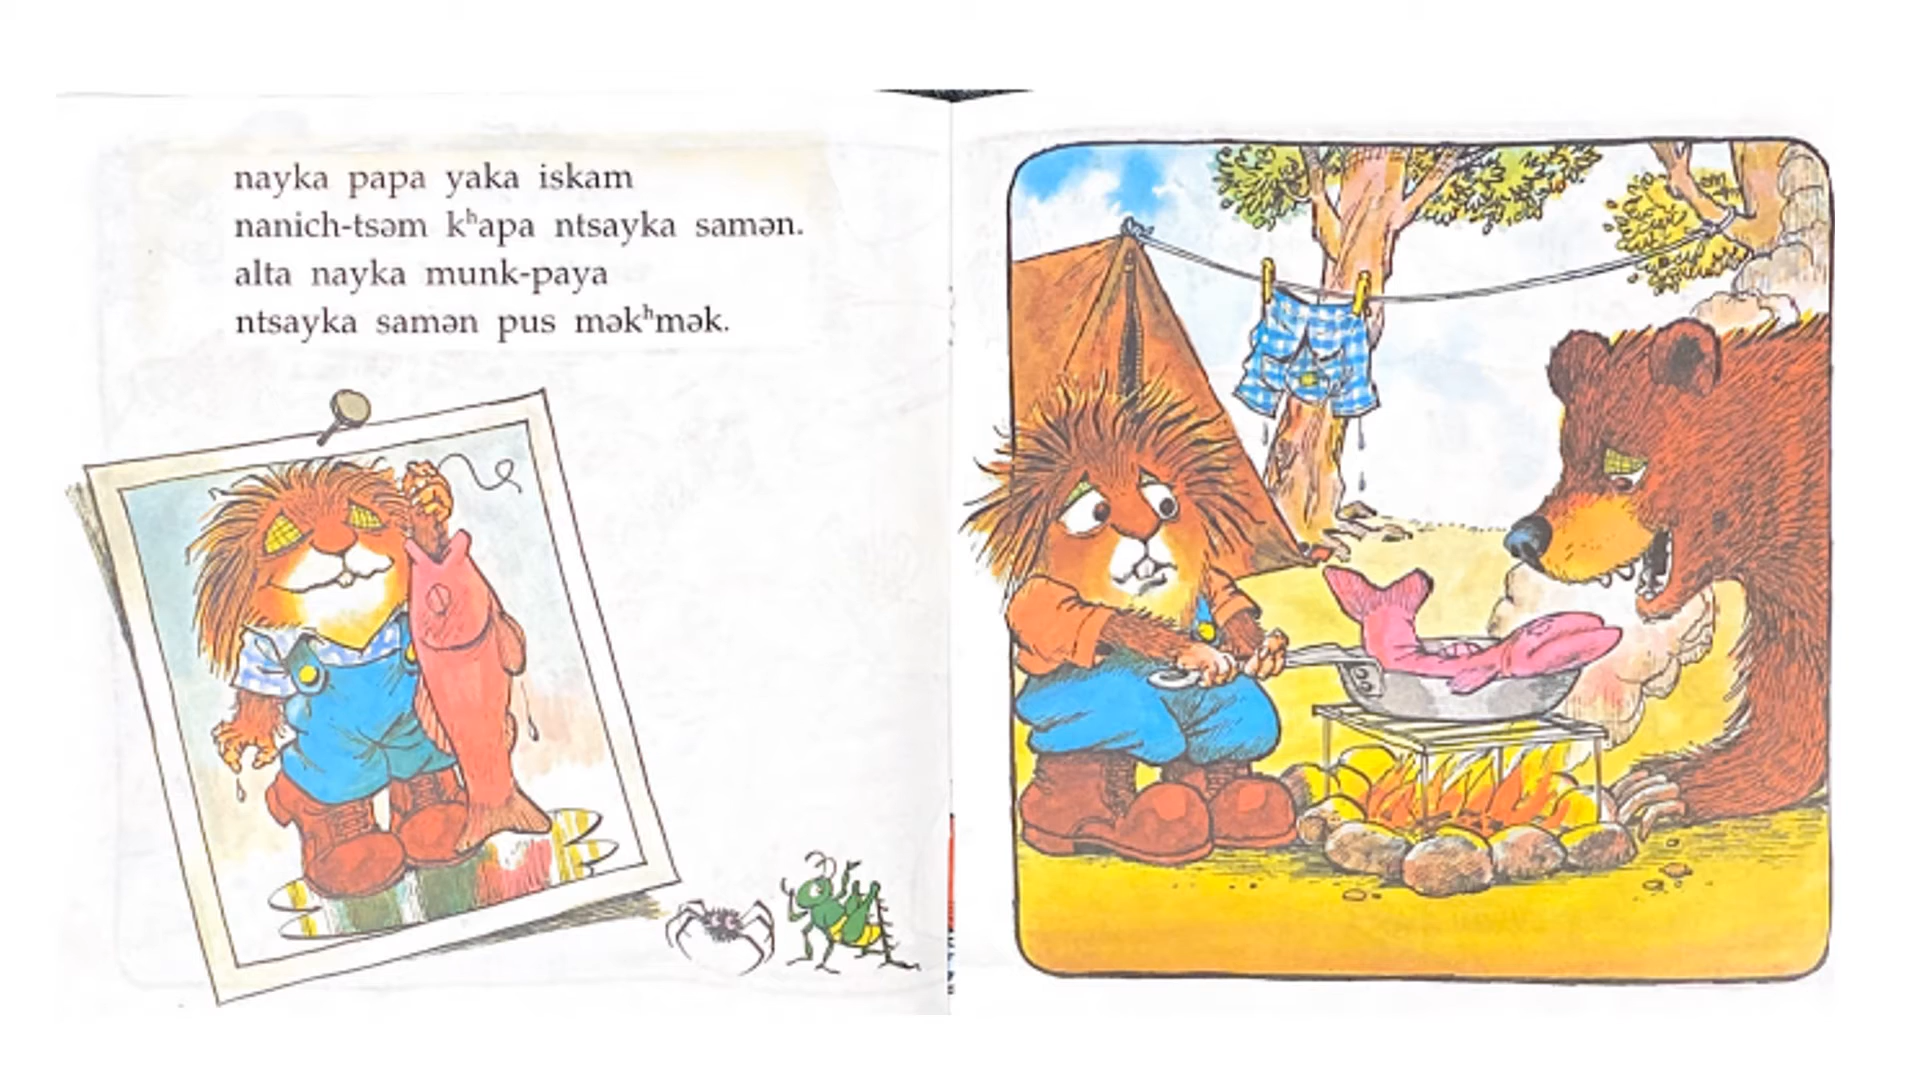 nayka papa yaka iskam
nanich-tsəm kʰapa ntsayka samən.
alta nayka munk-paya
ntsayka samən pus məkʰmək.